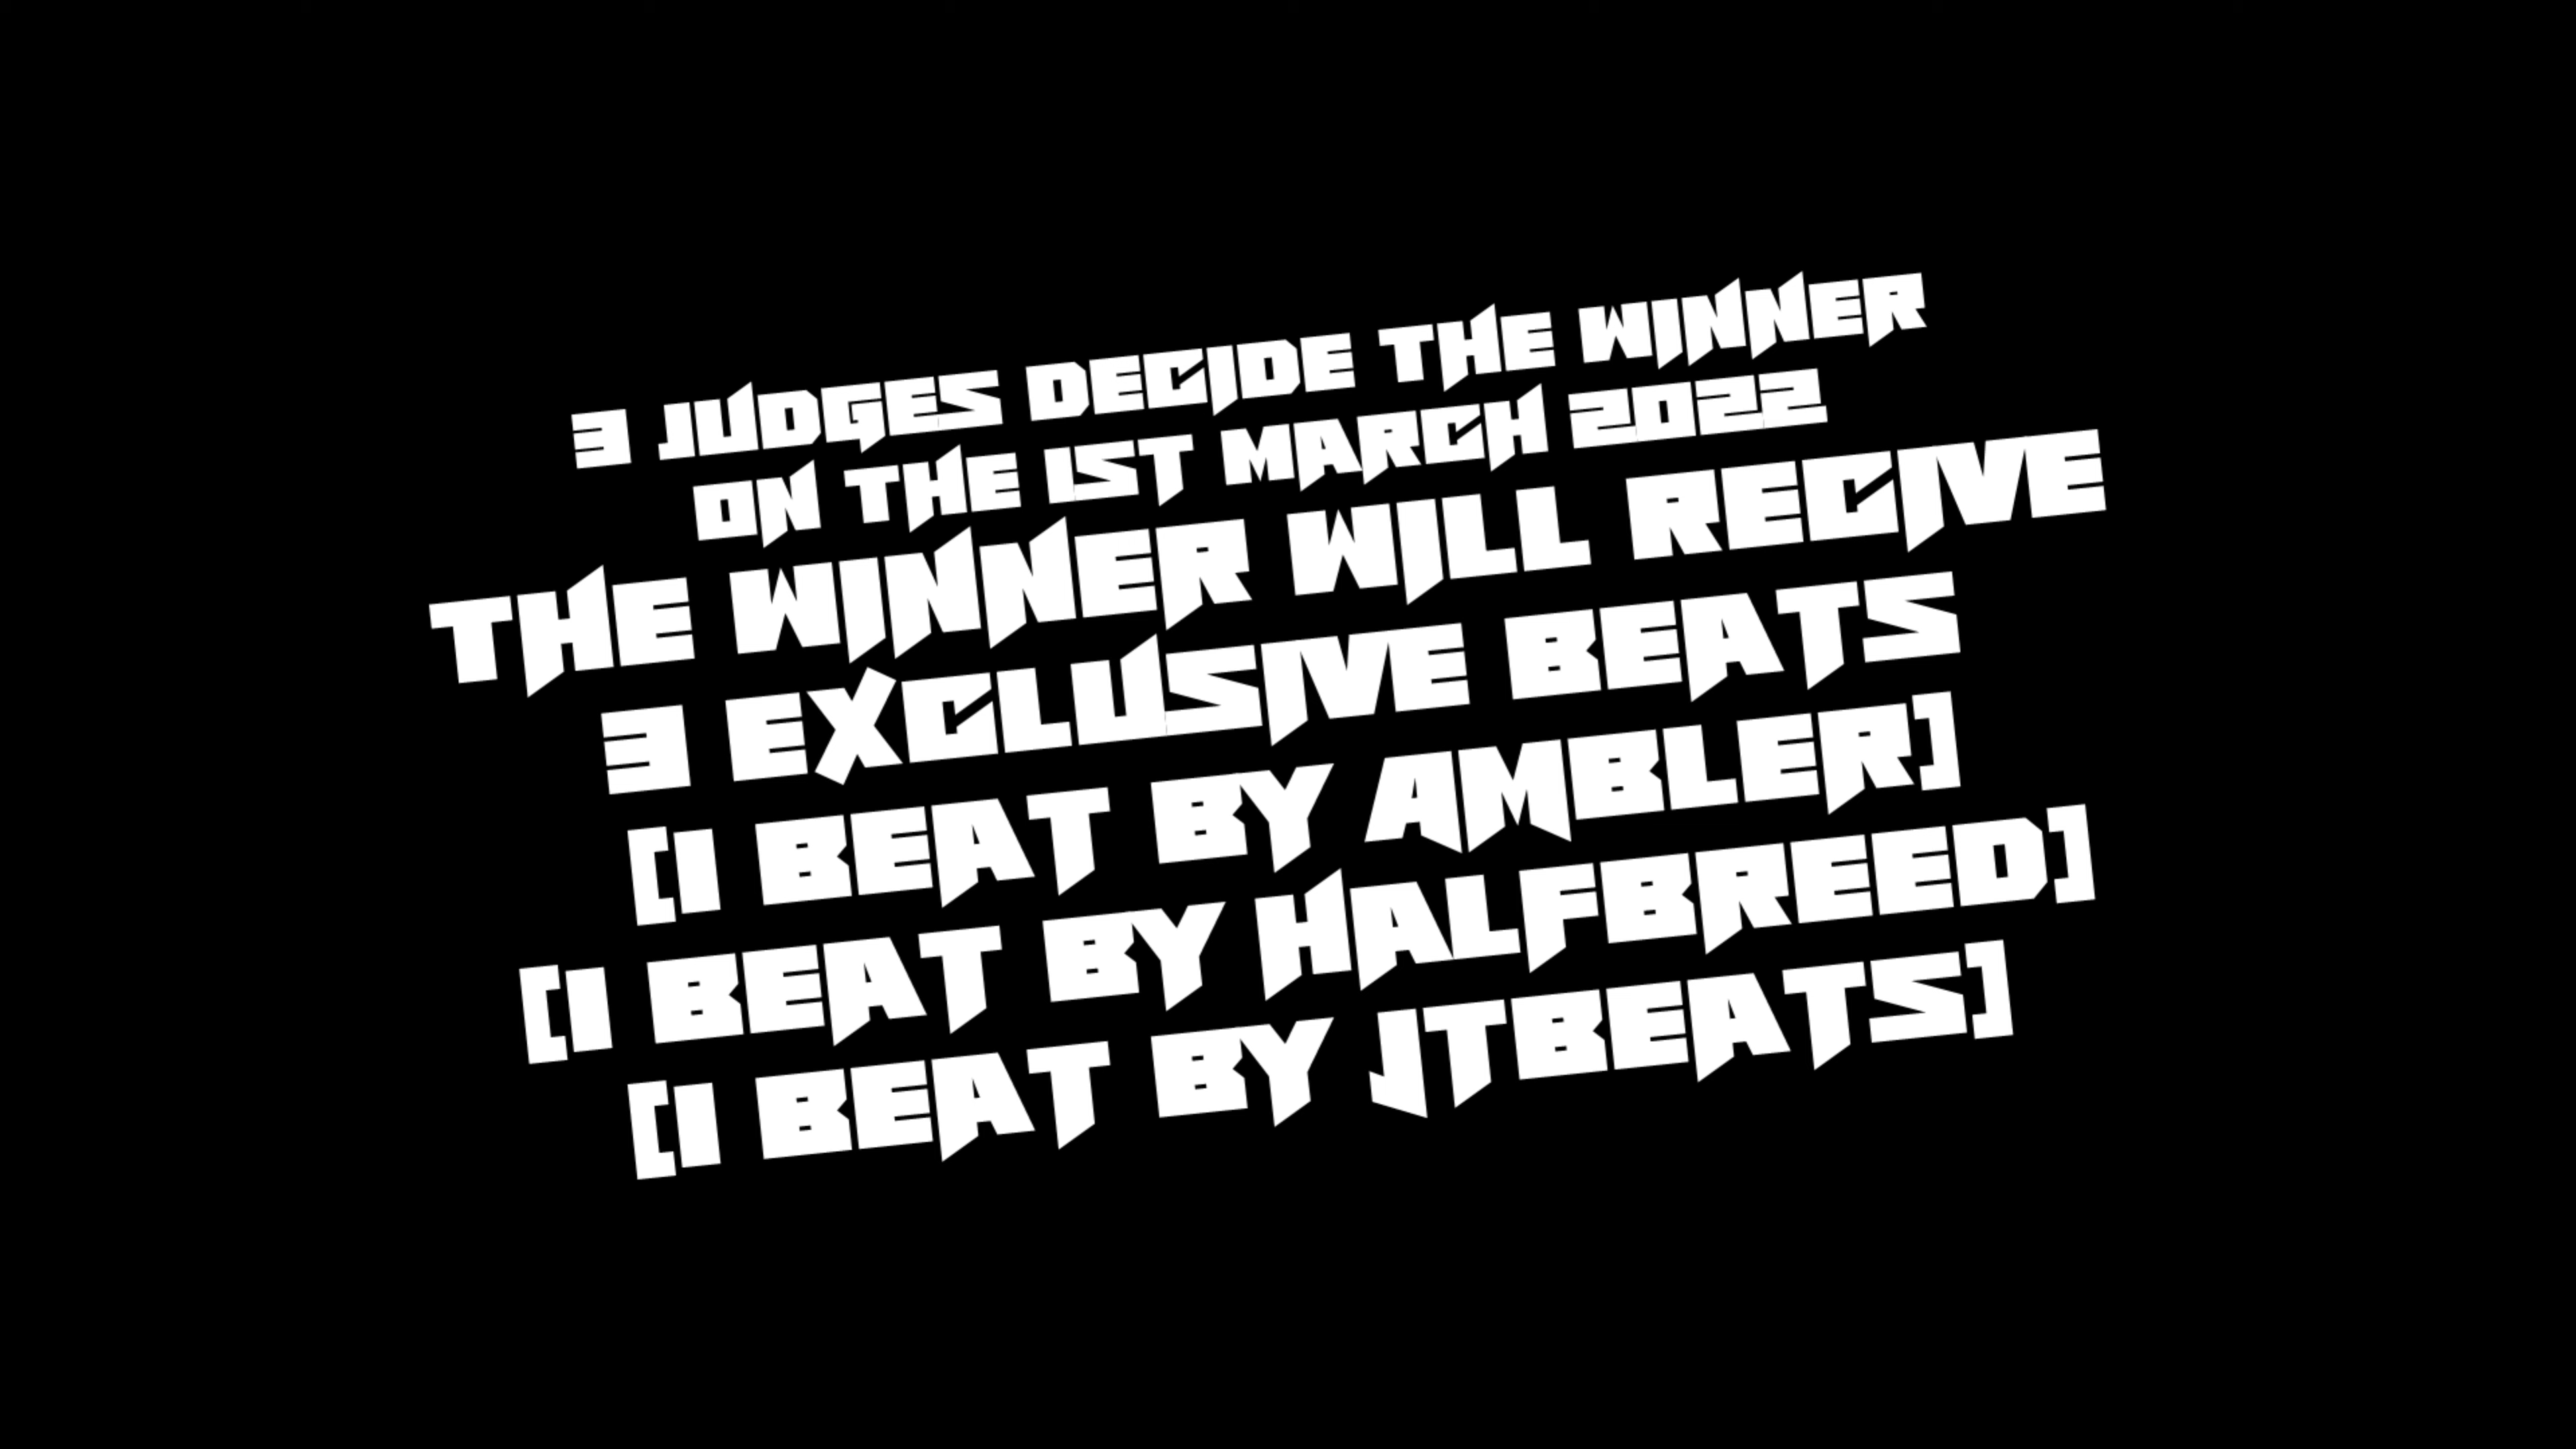 3 JUDGES DECIDE THE WINNER
ON THE 1ST MARCH 2022
THE WINNER WILL RECIVE
3 EXCLUSIVE BEATS
[1 BEAT BY AMBLER]
[1 BEAT BY HALFBREED]
[1 BEAT BY JTBEATS]